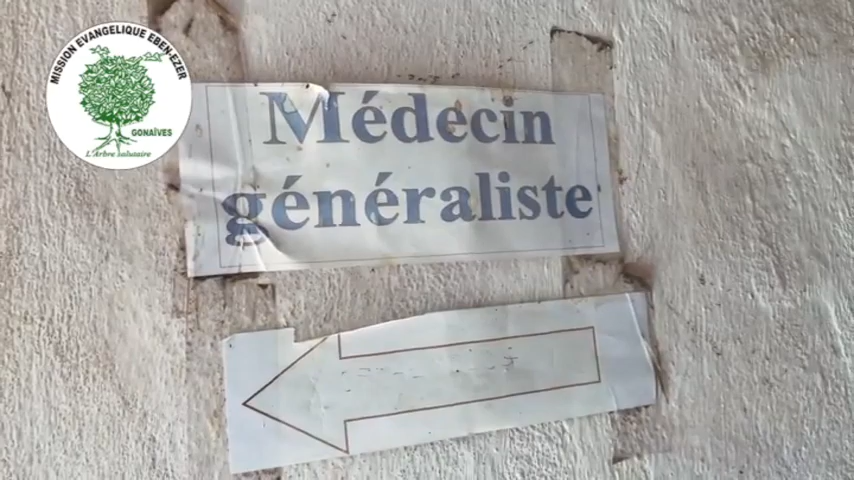 MISSION EVANGELIQUE EBEN-EZER
GONAÏVES
L'Arbre salutaire
Médecin
généraliste